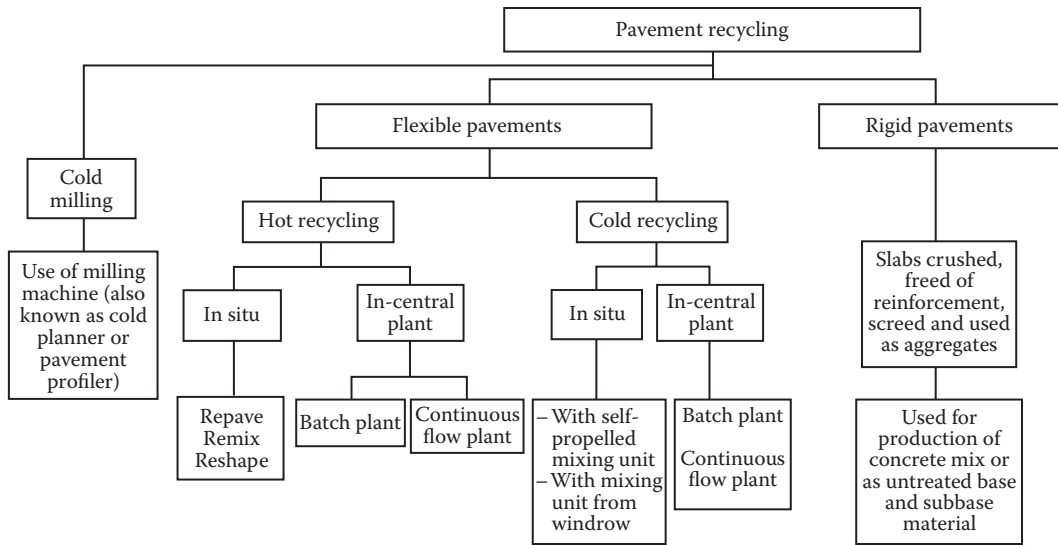 Pavement recycling
Flexible pavements
Rigid pavements
Cold
milling
Hot recycling
Cold recycling
Use of milling
machine (also
known as cold
planner or
pavement
profiler)
In situ
In-central
plant
In situ
In-central
plant
Slabs crushed,
freed of
reinforcement,
screed and used
as aggregates
Repave
Remix
Reshape
Batch plant
Continuous
flow plant
– With self-
propelled
mixing unit
– With mixing
unit from
windrow
Batch plant
Continuous
flow plant
Used for
production of
concrete mix or
as untreated base
and subbase
material